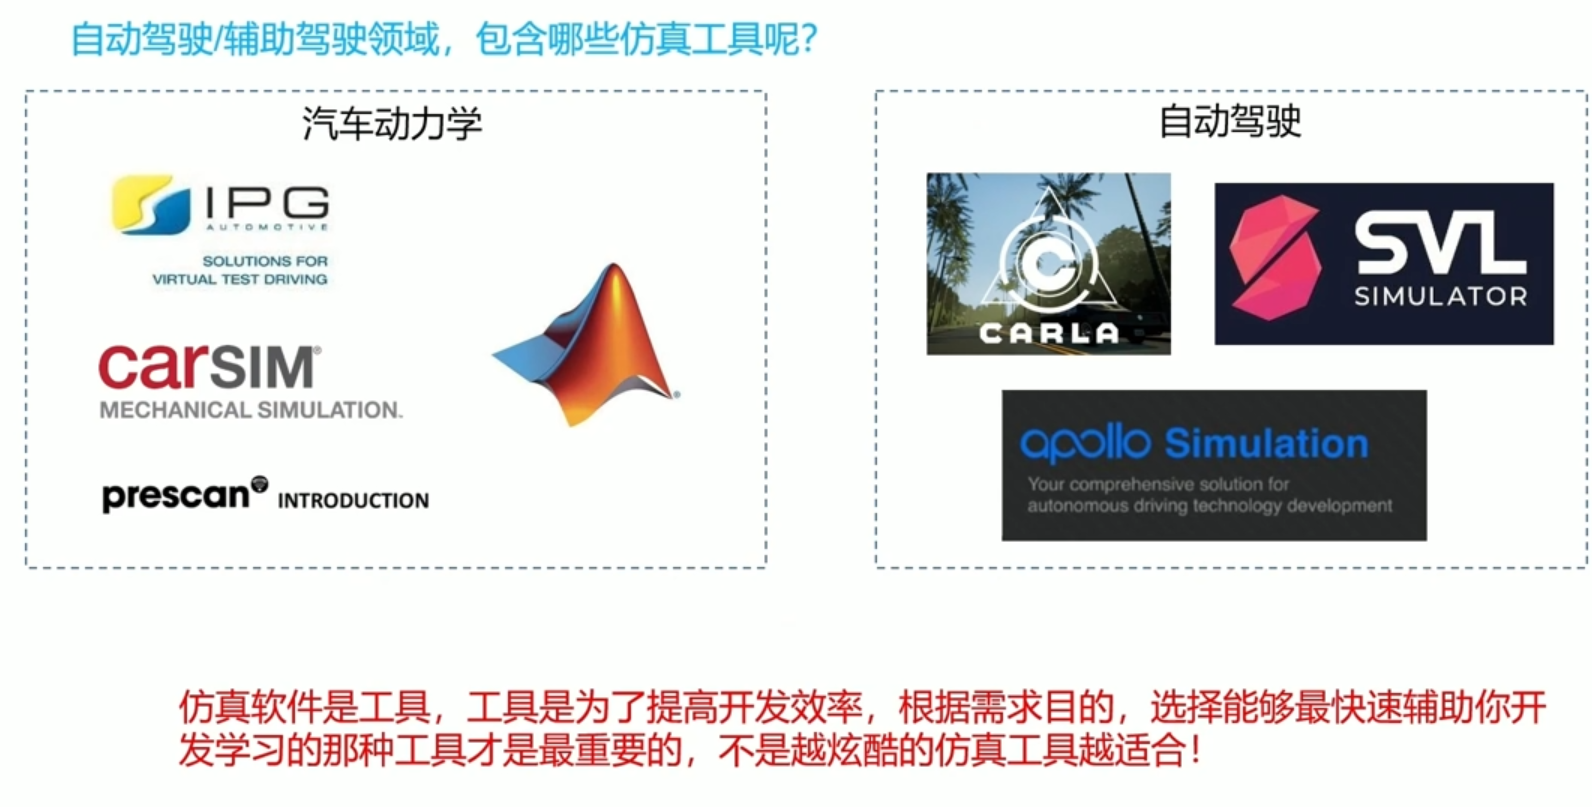 自动驾驶/辅助驾驶领域，包含哪些仿真工具呢？
汽车动力学
IPG
AUTOMOTIVE
SOLUTIONS FOR
VIRTUAL TEST DRIVING
carSIM®
MECHANICAL SIMULATION™
prescan INTRODUCTION
®
自动驾驶
C
CARLA
SVL
SIMULATOR
apollo Simulation
Your comprehensive solution for
autonomous driving technology development
仿真软件是工具，工具是为了提高开发效率，根据需求目的，选择能够最快速辅助你开
发学习的那种工具才是最重要的，不是越炫酷的仿真工具越适合！